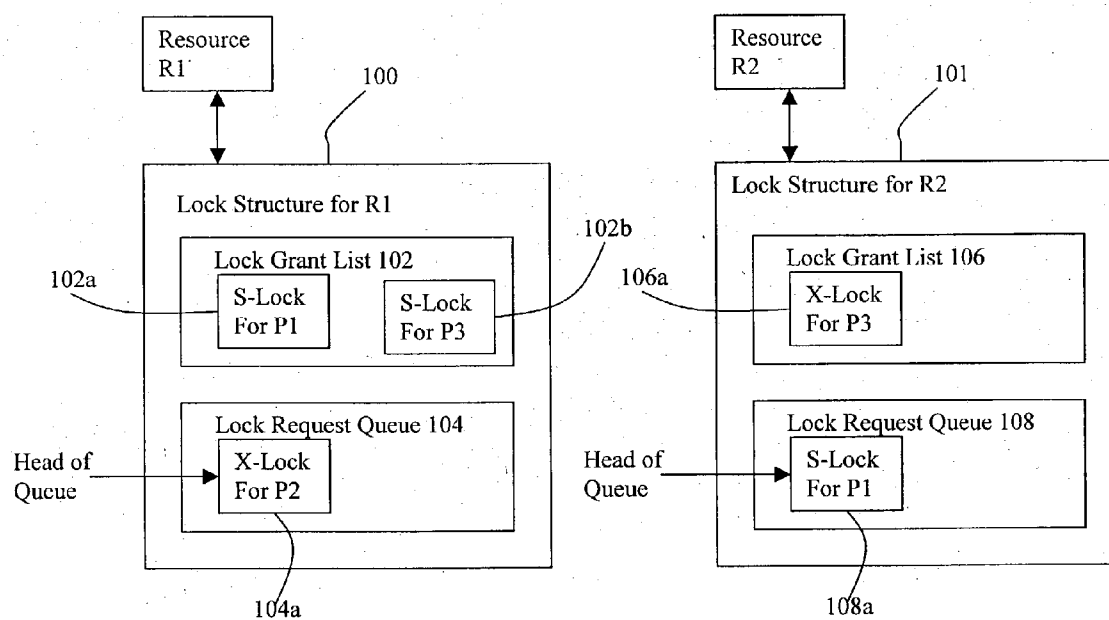 Resource
R1
100
Lock Structure for R1
102b
Lock Grant List 102
102a
S-Lock
For P1
S-Lock
For P3
Lock Request Queue 104
Head of
Queue
X-Lock
For P2
104a
Resource
R2
101
Lock Structure for R2
Lock Grant List 106
106a
X-Lock
For P3
Lock Request Queue 108
Head of
Queue
S-Lock
For P1
108a